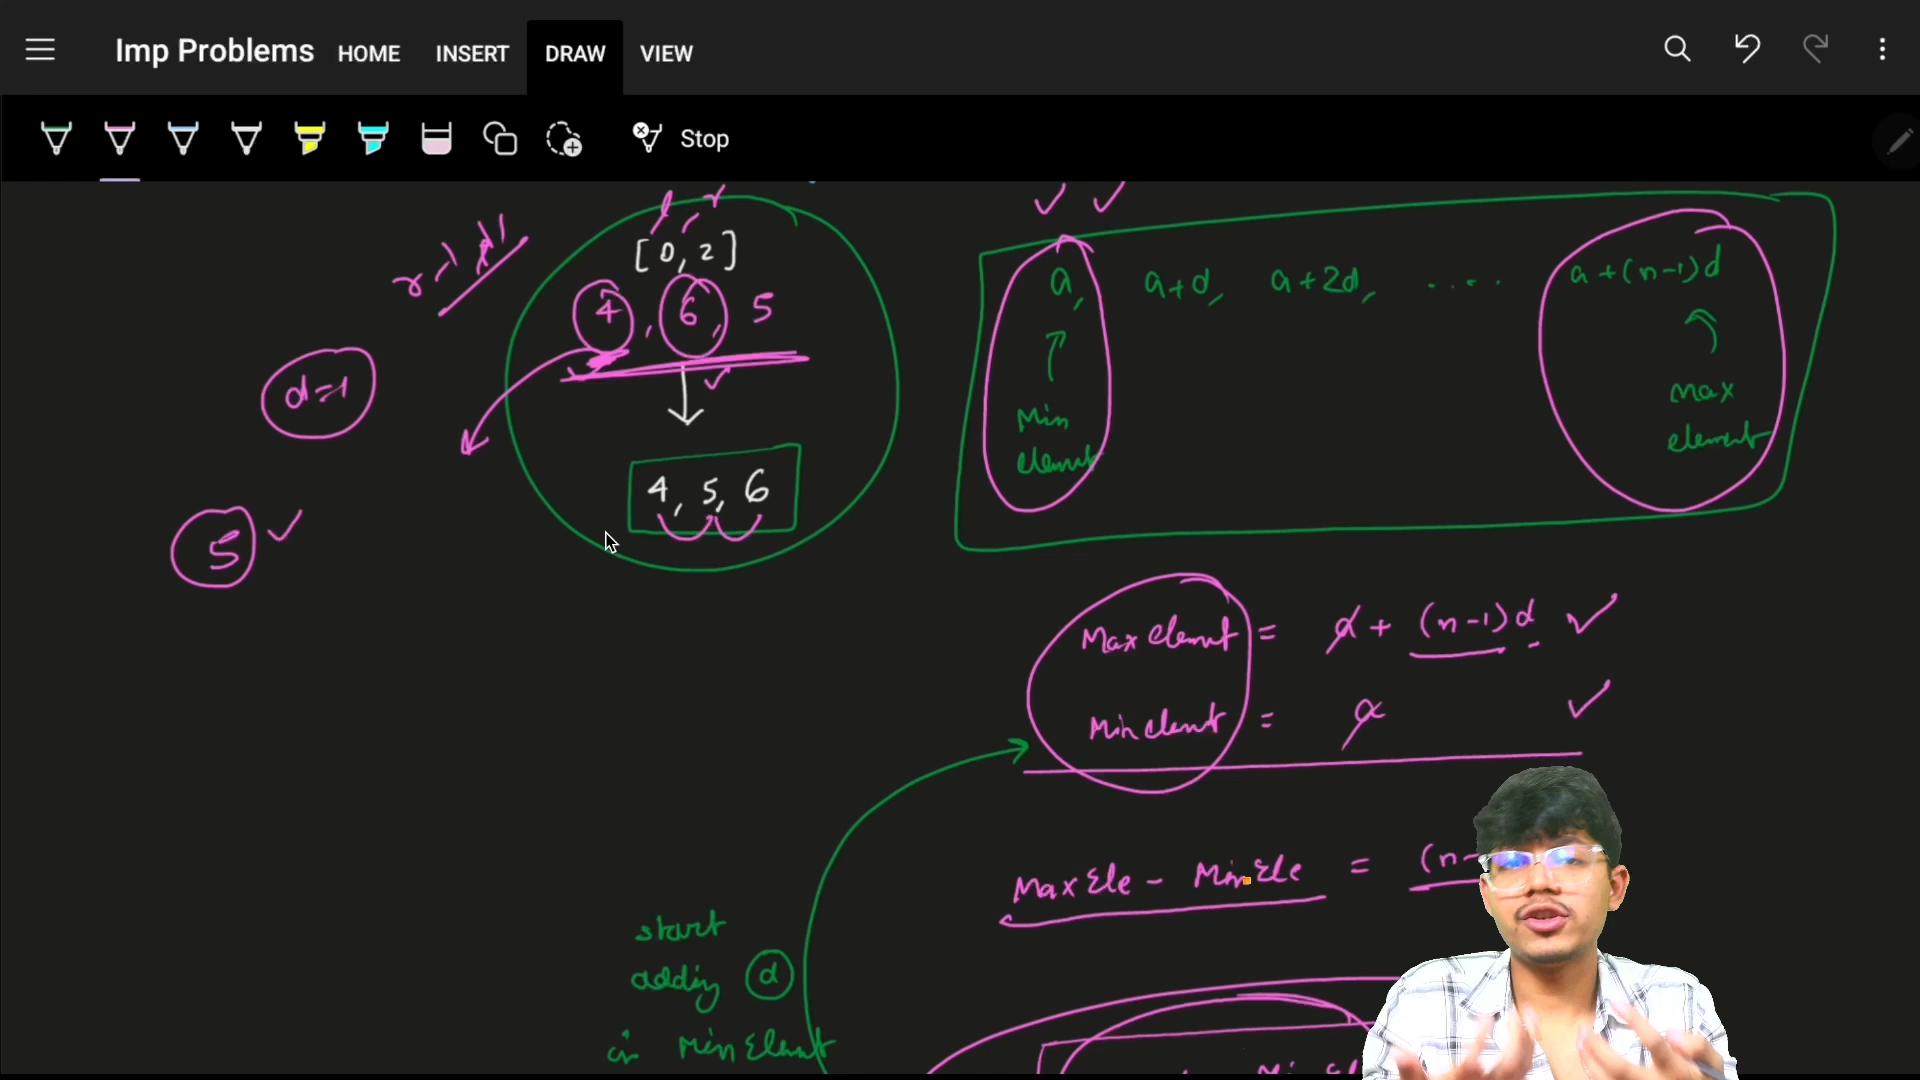 Imp Problems HOME INSERT DRAW VIEW
Stop
l r
[0, 2]
4, 6, 5
d=1
4, 5, 6
5
a, a+d, a+2d, ..... a+(n-1)d
Min
element
Max
element
Max Element = a + (n-1)d
Min Element = a
Max Ele - Min Ele = (n-
start
adding d
in Min Element